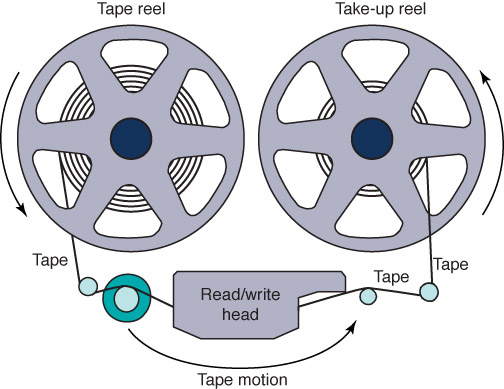 Tape reel
Take-up reel
Tape
Tape
Tape
Read/write
head
Tape motion